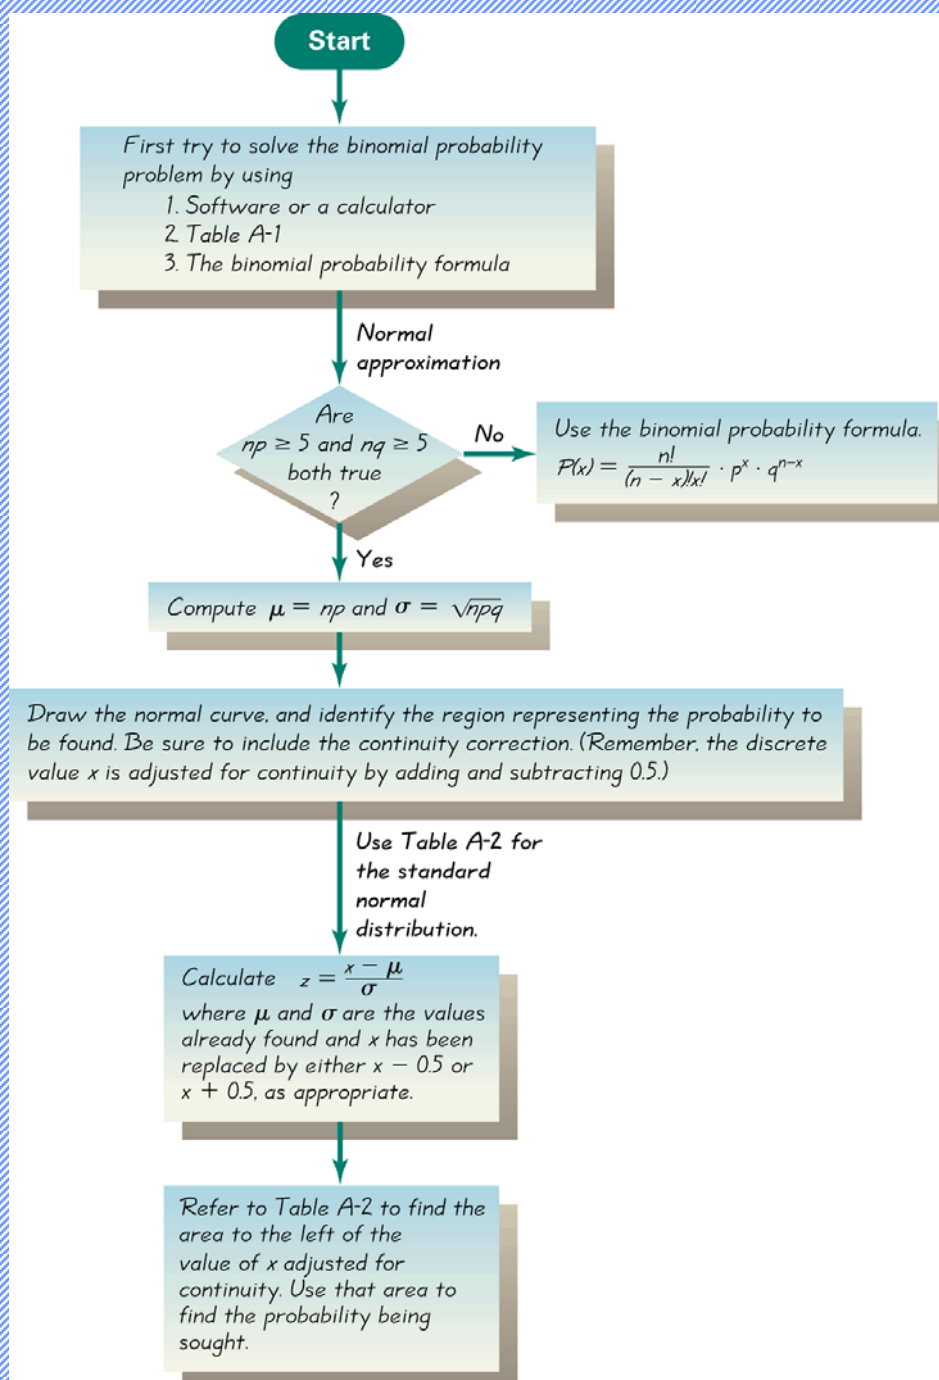 Start
First try to solve the binomial probability
problem by using
1. Software or a calculator
2. Table A-1
3. The binomial probability formula
Normal
approximation
Are
np ≥ 5 and nq ≥ 5
both true
?
No
Use the binomial probability formula.
P(x) = n! / (n − x)!x! · p^x · q^(n−x)
Yes
Compute μ = np and σ = √npq
Draw the normal curve, and identify the region representing the probability to
be found. Be sure to include the continuity correction. (Remember, the discrete
value x is adjusted for continuity by adding and subtracting 0.5.)
Use Table A-2 for
the standard
normal
distribution.
Calculate z = x − μ / σ
where μ and σ are the values
already found and x has been
replaced by either x − 0.5 or
x + 0.5, as appropriate.
Refer to Table A-2 to find the
area to the left of the
value of x adjusted for
continuity. Use that area to
find the probability being
sought.